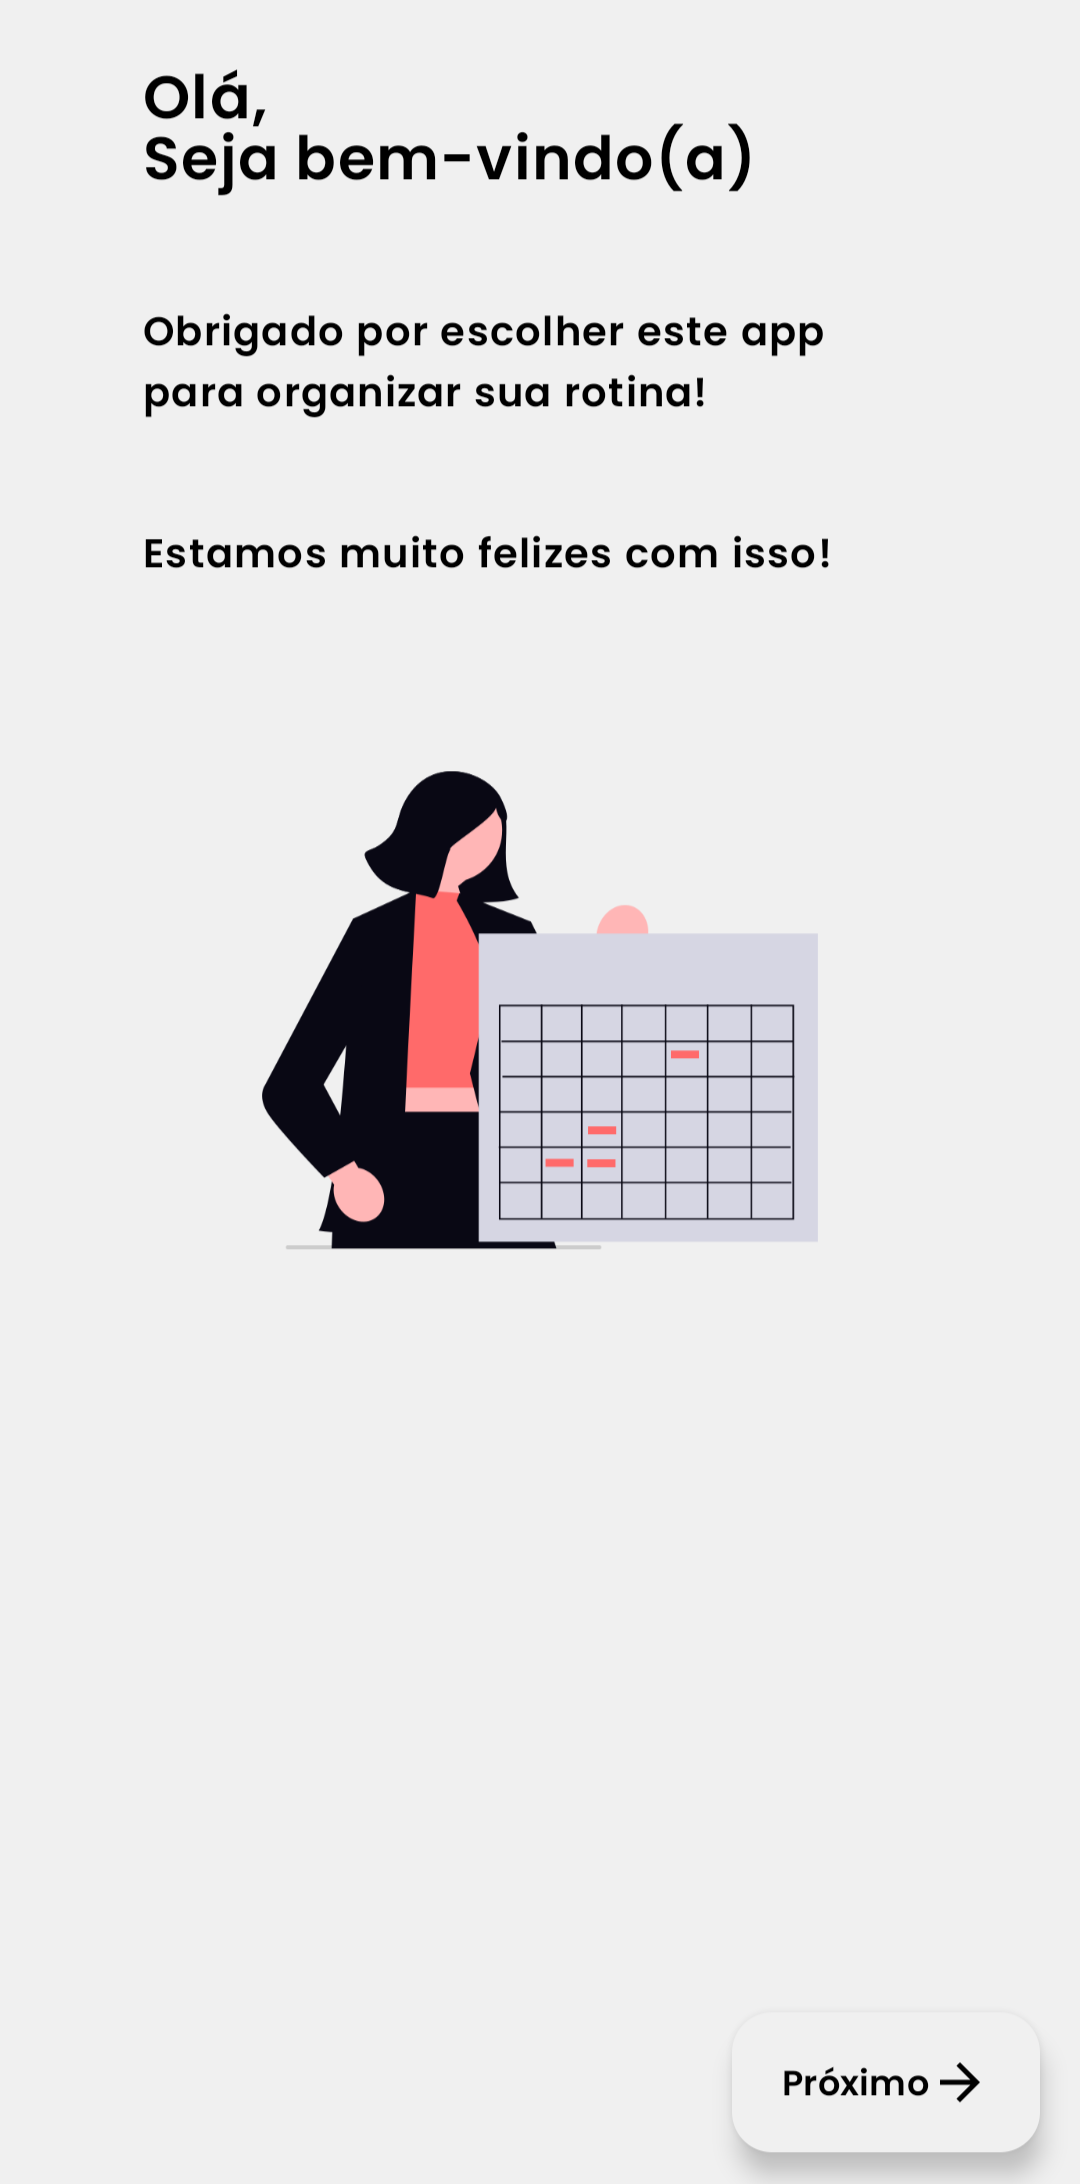 Olá,
Seja bem-vindo(a)
Obrigado por escolher este app
para organizar sua rotina!
Estamos muito felizes com isso!
Próximo